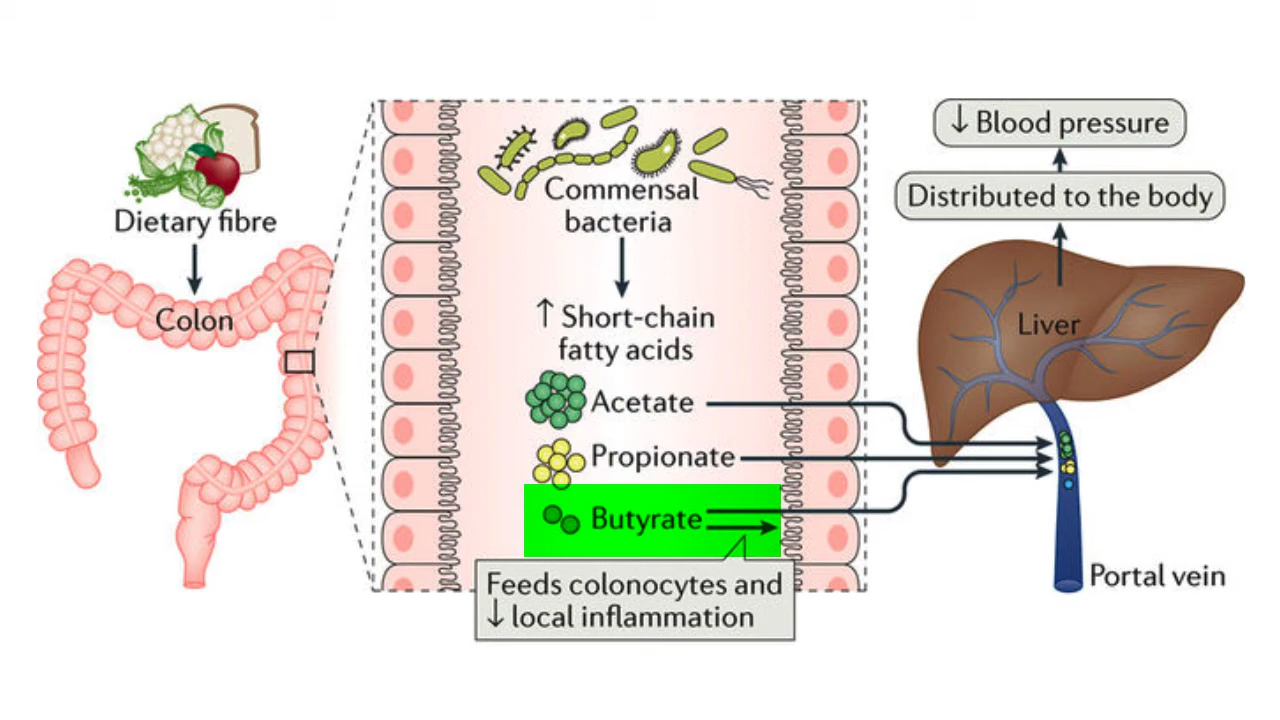 Dietary fibre
Colon
Commensal
bacteria
↑ Short-chain
fatty acids
Acetate
Propionate
Butyrate
Feeds colonocytes and
↓ local inflammation
↓ Blood pressure
Distributed to the body
Liver
Portal vein